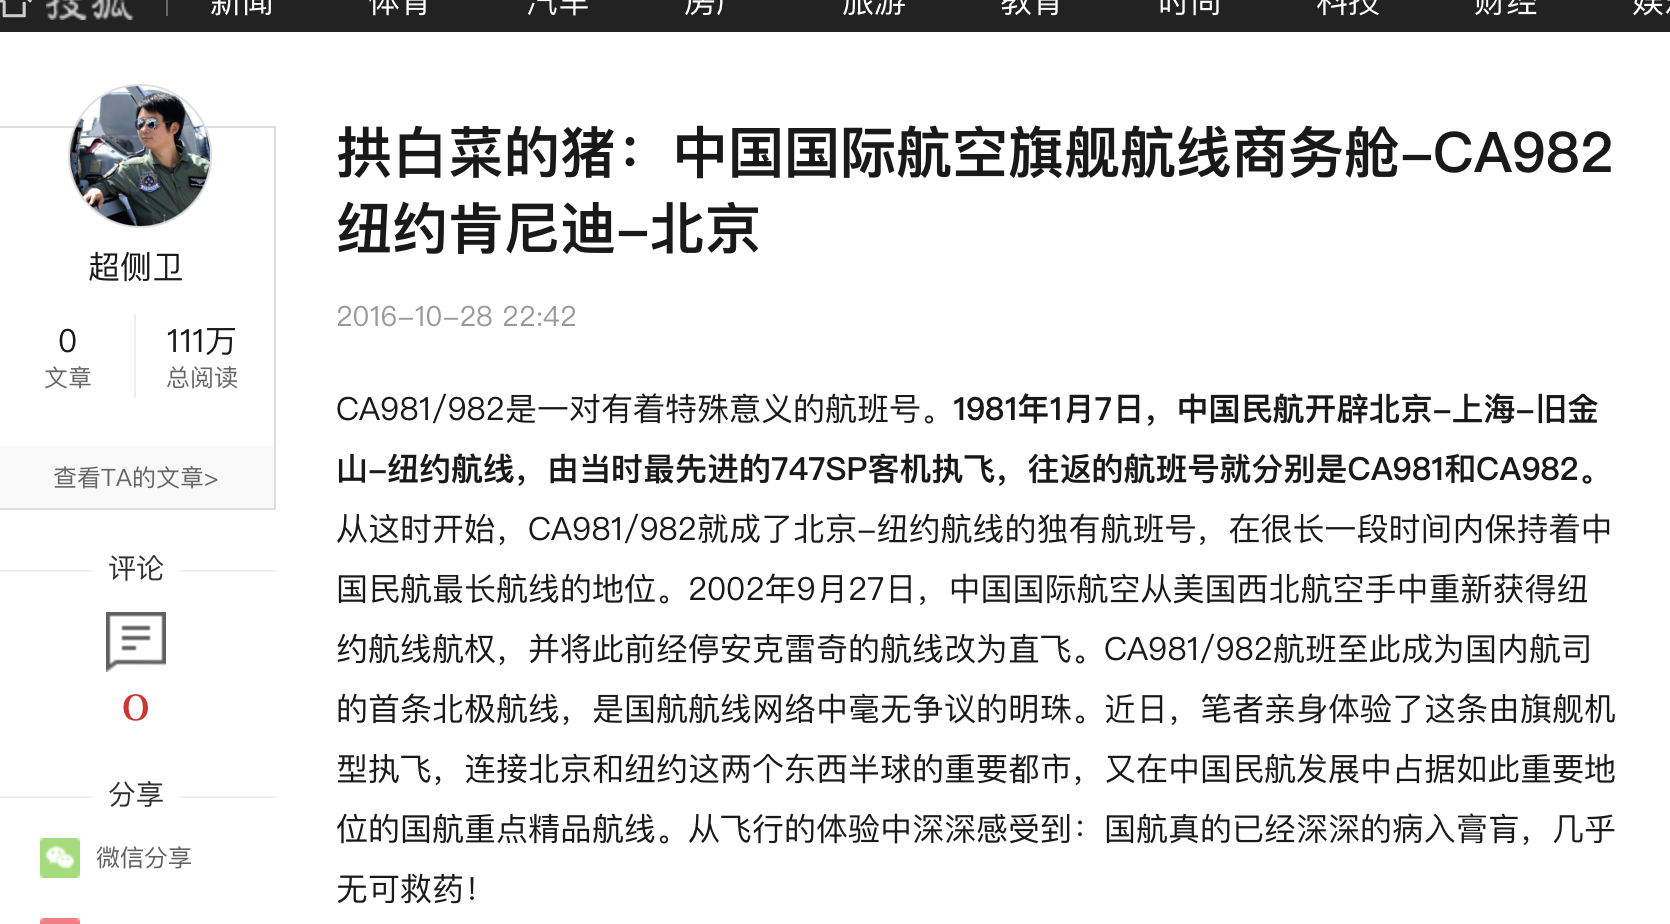 搜狐
新闻 体育 汽车 房产 旅游 教育 时尚 科技 财经
超侧卫
0 111万
文章 总阅读
查看TA的文章>
评论
0
分享
微信分享
拱白菜的猪：中国国际航空旗舰航线商务舱-CA982
纽约肯尼迪-北京
2016-10-28 22:42
CA981/982是一对有着特殊意义的航班号。1981年1月7日，中国民航开辟北京-上海-旧金
山-纽约航线，由当时最先进的747SP客机执飞，往返的航班号就分别是CA981和CA982。
从这时开始，CA981/982就成了北京-纽约航线的独有航班号，在很长一段时间内保持着中
国民航最长航线的地位。2002年9月27日，中国国际航空从美国西北航空手中重新获得纽
约航线航权，并将此前经停安克雷奇的航线改为直飞。CA981/982航班至此成为国内航司
的首条北极航线，是国航航线网络中毫无争议的明珠。近日，笔者亲身体验了这条由旗舰机
型执飞，连接北京和纽约这两个东西半球的重要都市，又在中国民航发展中占据如此重要地
位的国航重点精品航线。从飞行的体验中深深感受到：国航真的已经深深的病入膏肓，几乎
无可救药！